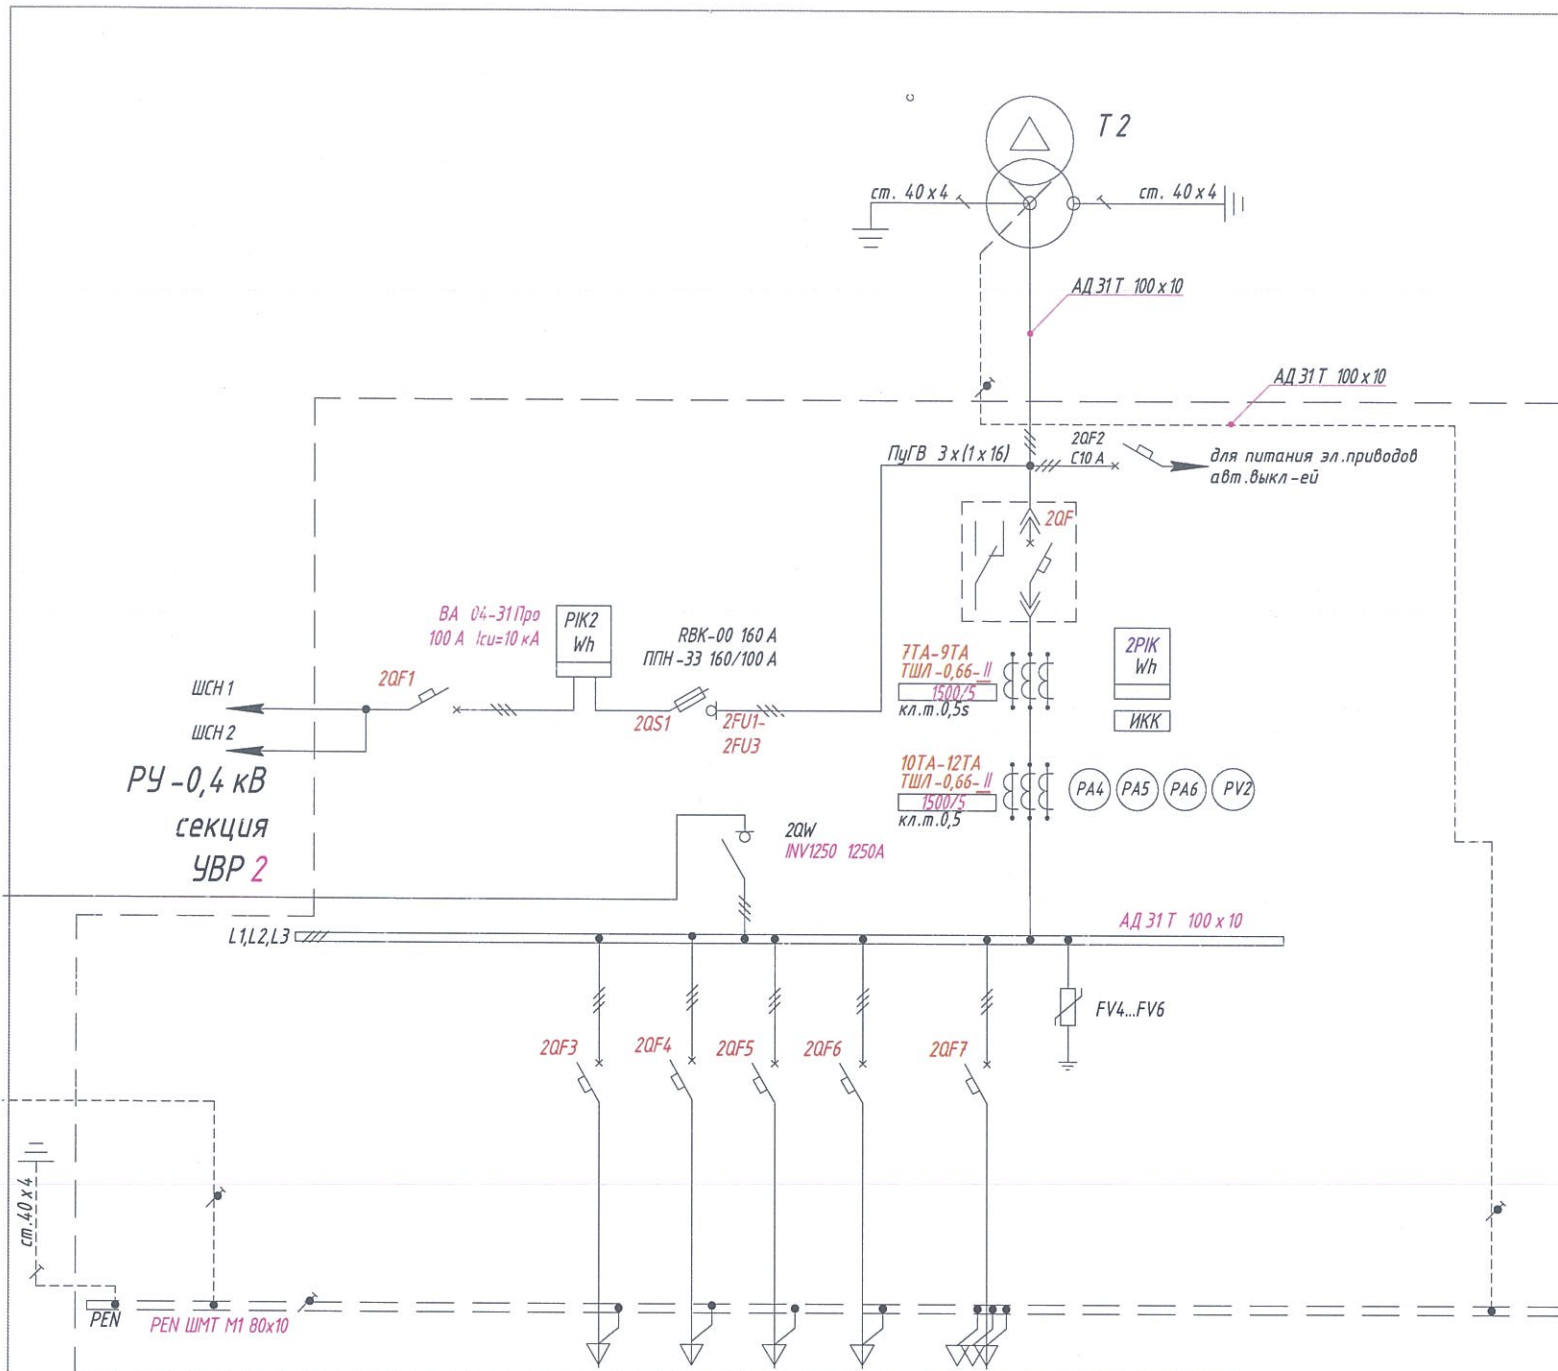 с
Т 2
ст. 40 х 4
ст. 40 х 4
АД 31 Т 100 х 10
АД 31 Т 100 х 10
ПуГВ 3 х (1 х 16)
2QF2
С10 А
для питания эл.приводов
авт.выкл-ей
2QF
ВА 04-31Про
100 А Icu=10 кА
PIK2
Wh
RBK-00 160 А
ППН-33 160/100 А
7ТА-9ТА
ТШЛ-0,66-II
1500/5
кл.т.0,5s
2PIK
Wh
ИКК
2QF1
ШСН 1
ШСН 2
2QS1
2FU1-
2FU3
РУ-0,4 кВ
секция
УВР 2
10ТА-12ТА
ТШЛ-0,66-II
1500/5
кл.т.0,5
РА4
РА5
РА6
PV2
2QW
INV1250 1250А
L1,L2,L3
АД 31 Т 100 х 10
FV4...FV6
2QF3
2QF4
2QF5
2QF6
2QF7
ст.40 х 4
PEN
PEN ШМТ М1 80х10